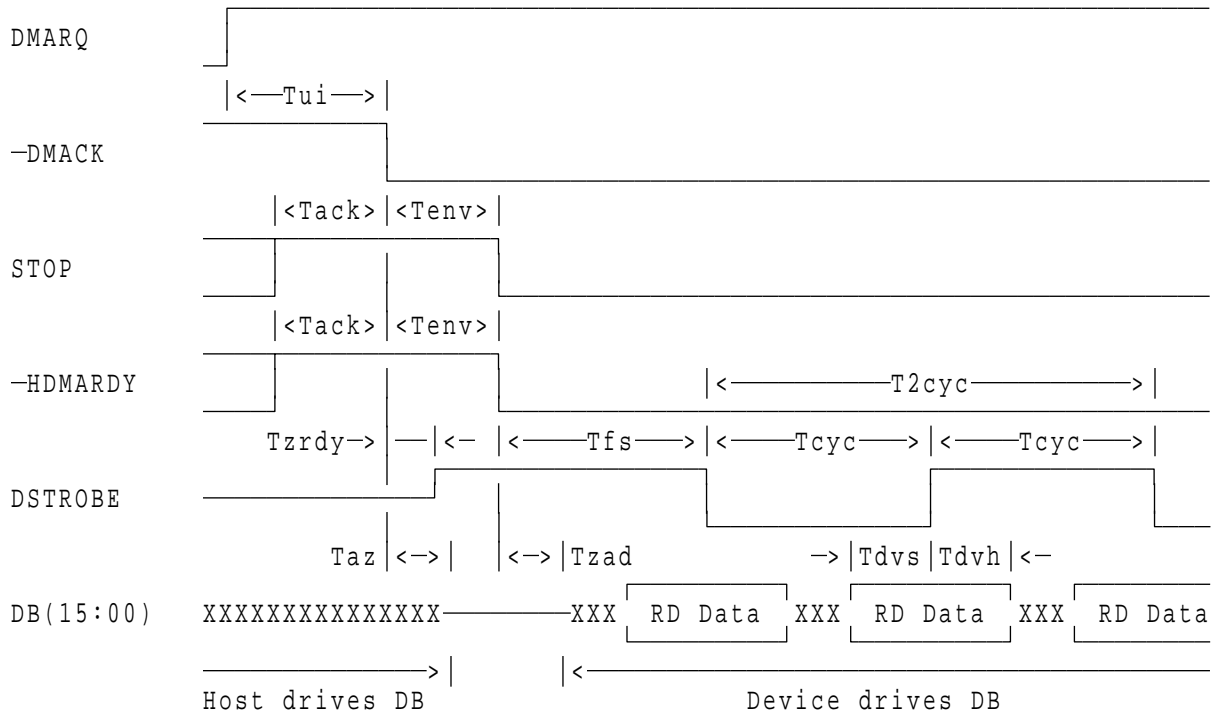 DMARQ
|<—Tui—>|
—DMACK
|<Tack>|<Tenv>|
STOP
|<Tack>|<Tenv>|
—HDMARDY |<———T2cyc———>|
Tzrdy—>|—|<— |<——Tfs——>|<——Tcyc——>|<——Tcyc——>|
DSTROBE
Taz|<—>| |<—>|Tzad —>|Tdvs|Tdvh|<—
DB(15:00) XXXXXXXXXXXXXXX———XXX RD Data XXX RD Data XXX RD Data
————>| |<————
Host drives DB Device drives DB